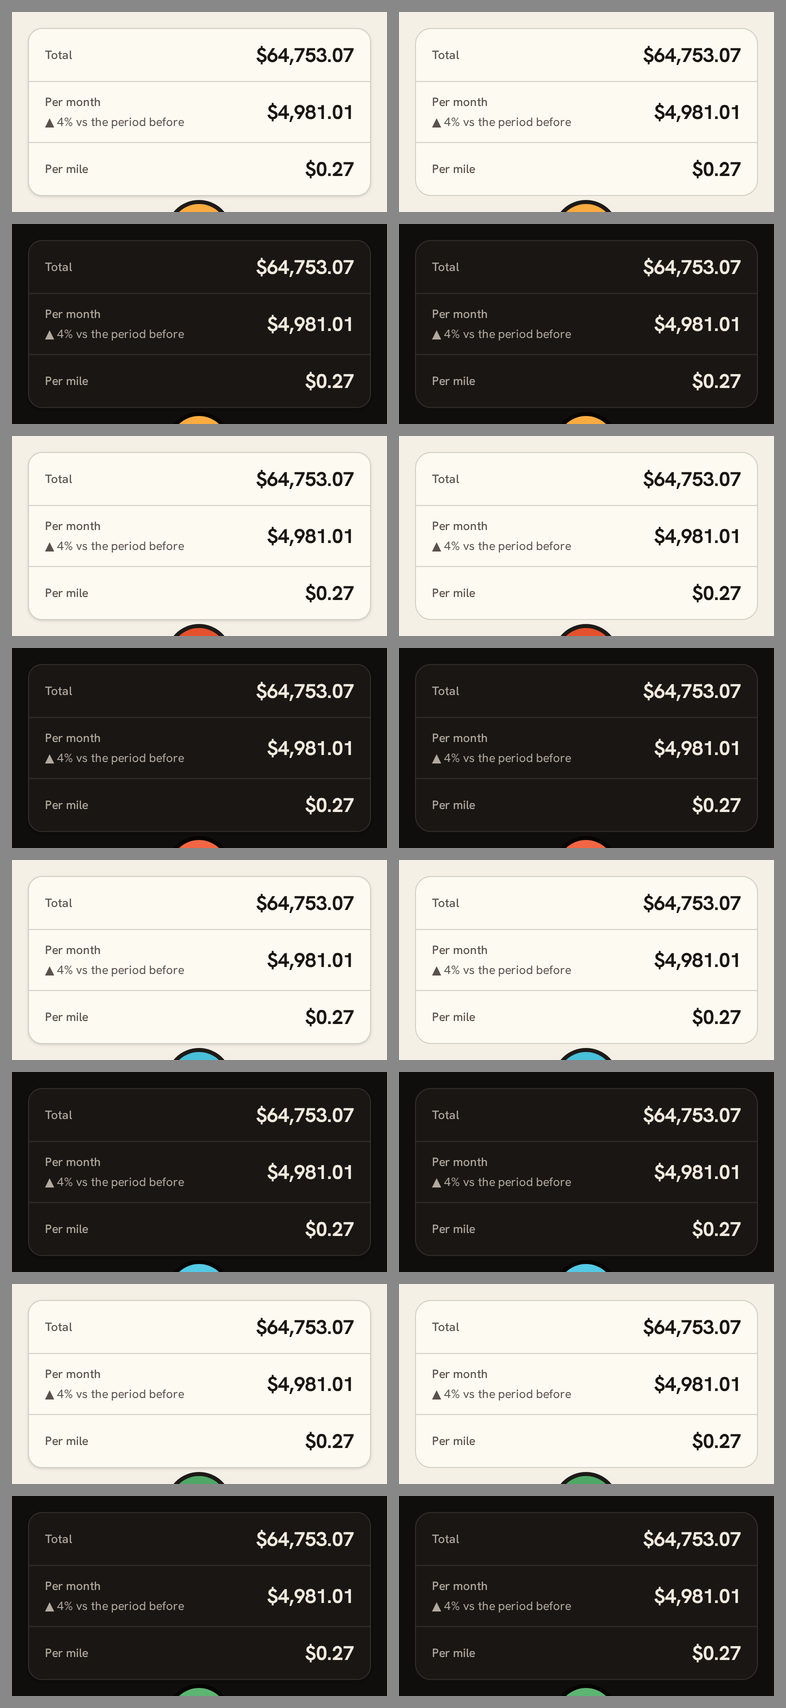 Total $64,753.07 Total $64,753.07
Per month Per month
▲ 4% vs the period before $4,981.01 ▲ 4% vs the period before $4,981.01
Per mile $0.27 Per mile $0.27
Total $64,753.07 Total $64,753.07
Per month Per month
▲ 4% vs the period before $4,981.01 ▲ 4% vs the period before $4,981.01
Per mile $0.27 Per mile $0.27
Total $64,753.07 Total $64,753.07
Per month Per month
▲ 4% vs the period before $4,981.01 ▲ 4% vs the period before $4,981.01
Per mile $0.27 Per mile $0.27
Total $64,753.07 Total $64,753.07
Per month Per month
▲ 4% vs the period before $4,981.01 ▲ 4% vs the period before $4,981.01
Per mile $0.27 Per mile $0.27
Total $64,753.07 Total $64,753.07
Per month Per month
▲ 4% vs the period before $4,981.01 ▲ 4% vs the period before $4,981.01
Per mile $0.27 Per mile $0.27
Total $64,753.07 Total $64,753.07
Per month Per month
▲ 4% vs the period before $4,981.01 ▲ 4% vs the period before $4,981.01
Per mile $0.27 Per mile $0.27
Total $64,753.07 Total $64,753.07
Per month Per month
▲ 4% vs the period before $4,981.01 ▲ 4% vs the period before $4,981.01
Per mile $0.27 Per mile $0.27
Total $64,753.07 Total $64,753.07
Per month Per month
▲ 4% vs the period before $4,981.01 ▲ 4% vs the period before $4,981.01
Per mile $0.27 Per mile $0.27